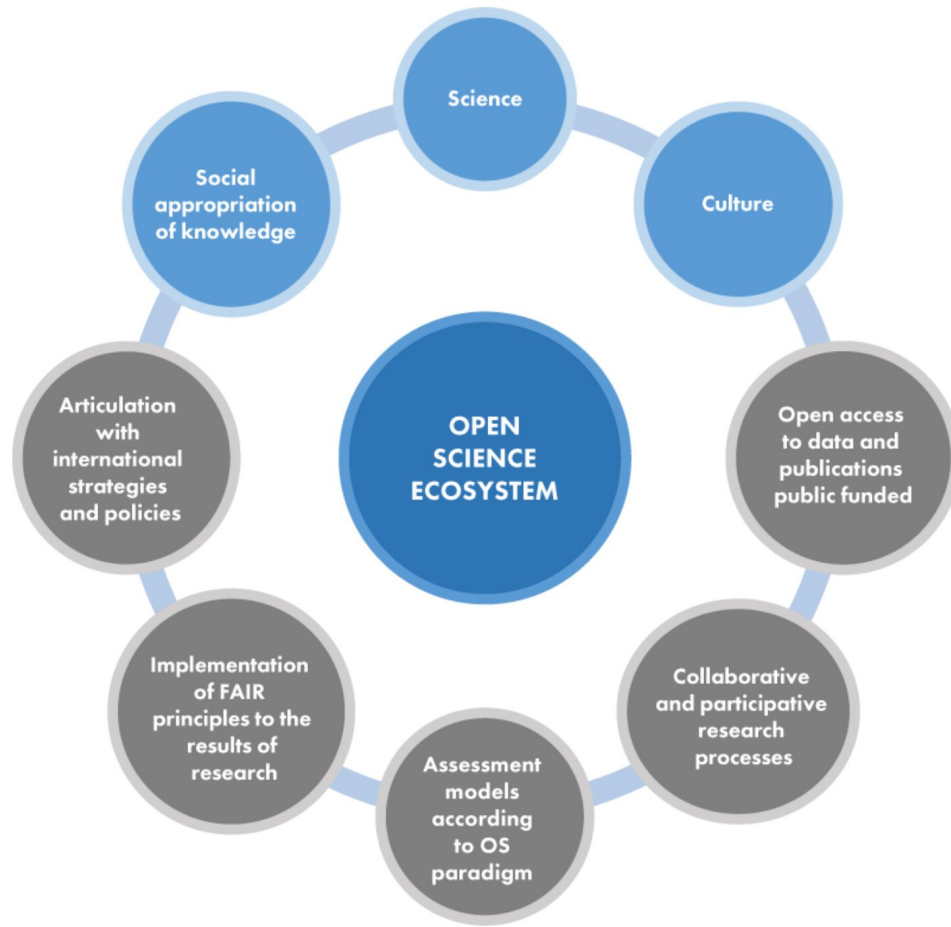 Science
Culture
Open access
to data and
publications
public funded
Collaborative
and participative
research
processes
Assessment
models
according
to OS
paradigm
Implementation
of FAIR
principles to the
results of
research
Articulation
with
international
strategies
and policies
Social
appropriation
of knowledge
OPEN
SCIENCE
ECOSYSTEM